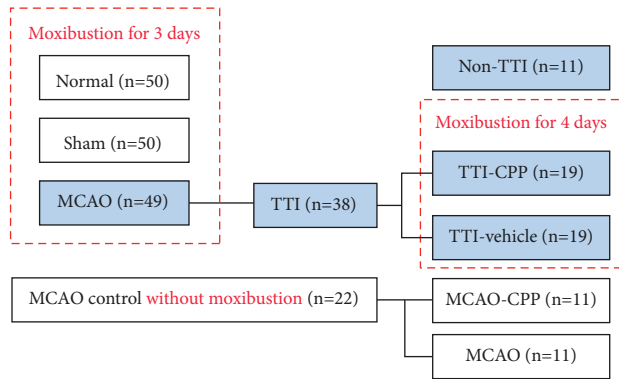 Moxibustion for 3 days
Normal (n=50)
Sham (n=50)
MCAO (n=49)
TTI (n=38)
Non-TTI (n=11)
Moxibustion for 4 days
TTI-CPP (n=19)
TTI-vehicle (n=19)
MCAO control without moxibustion (n=22)
MCAO-CPP (n=11)
MCAO (n=11)